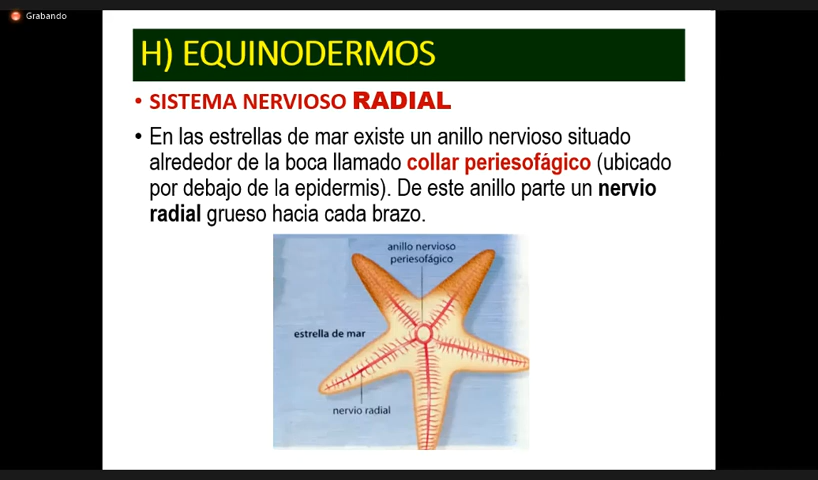 Grabando
H) EQUINODERMOS
• SISTEMA NERVIOSO RADIAL
• En las estrellas de mar existe un anillo nervioso situado
alrededor de la boca llamado collar periesofágico (ubicado
por debajo de la epidermis). De este anillo parte un nervio
radial grueso hacia cada brazo.
anillo nervioso
periesofágico
estrella de mar
nervio radial